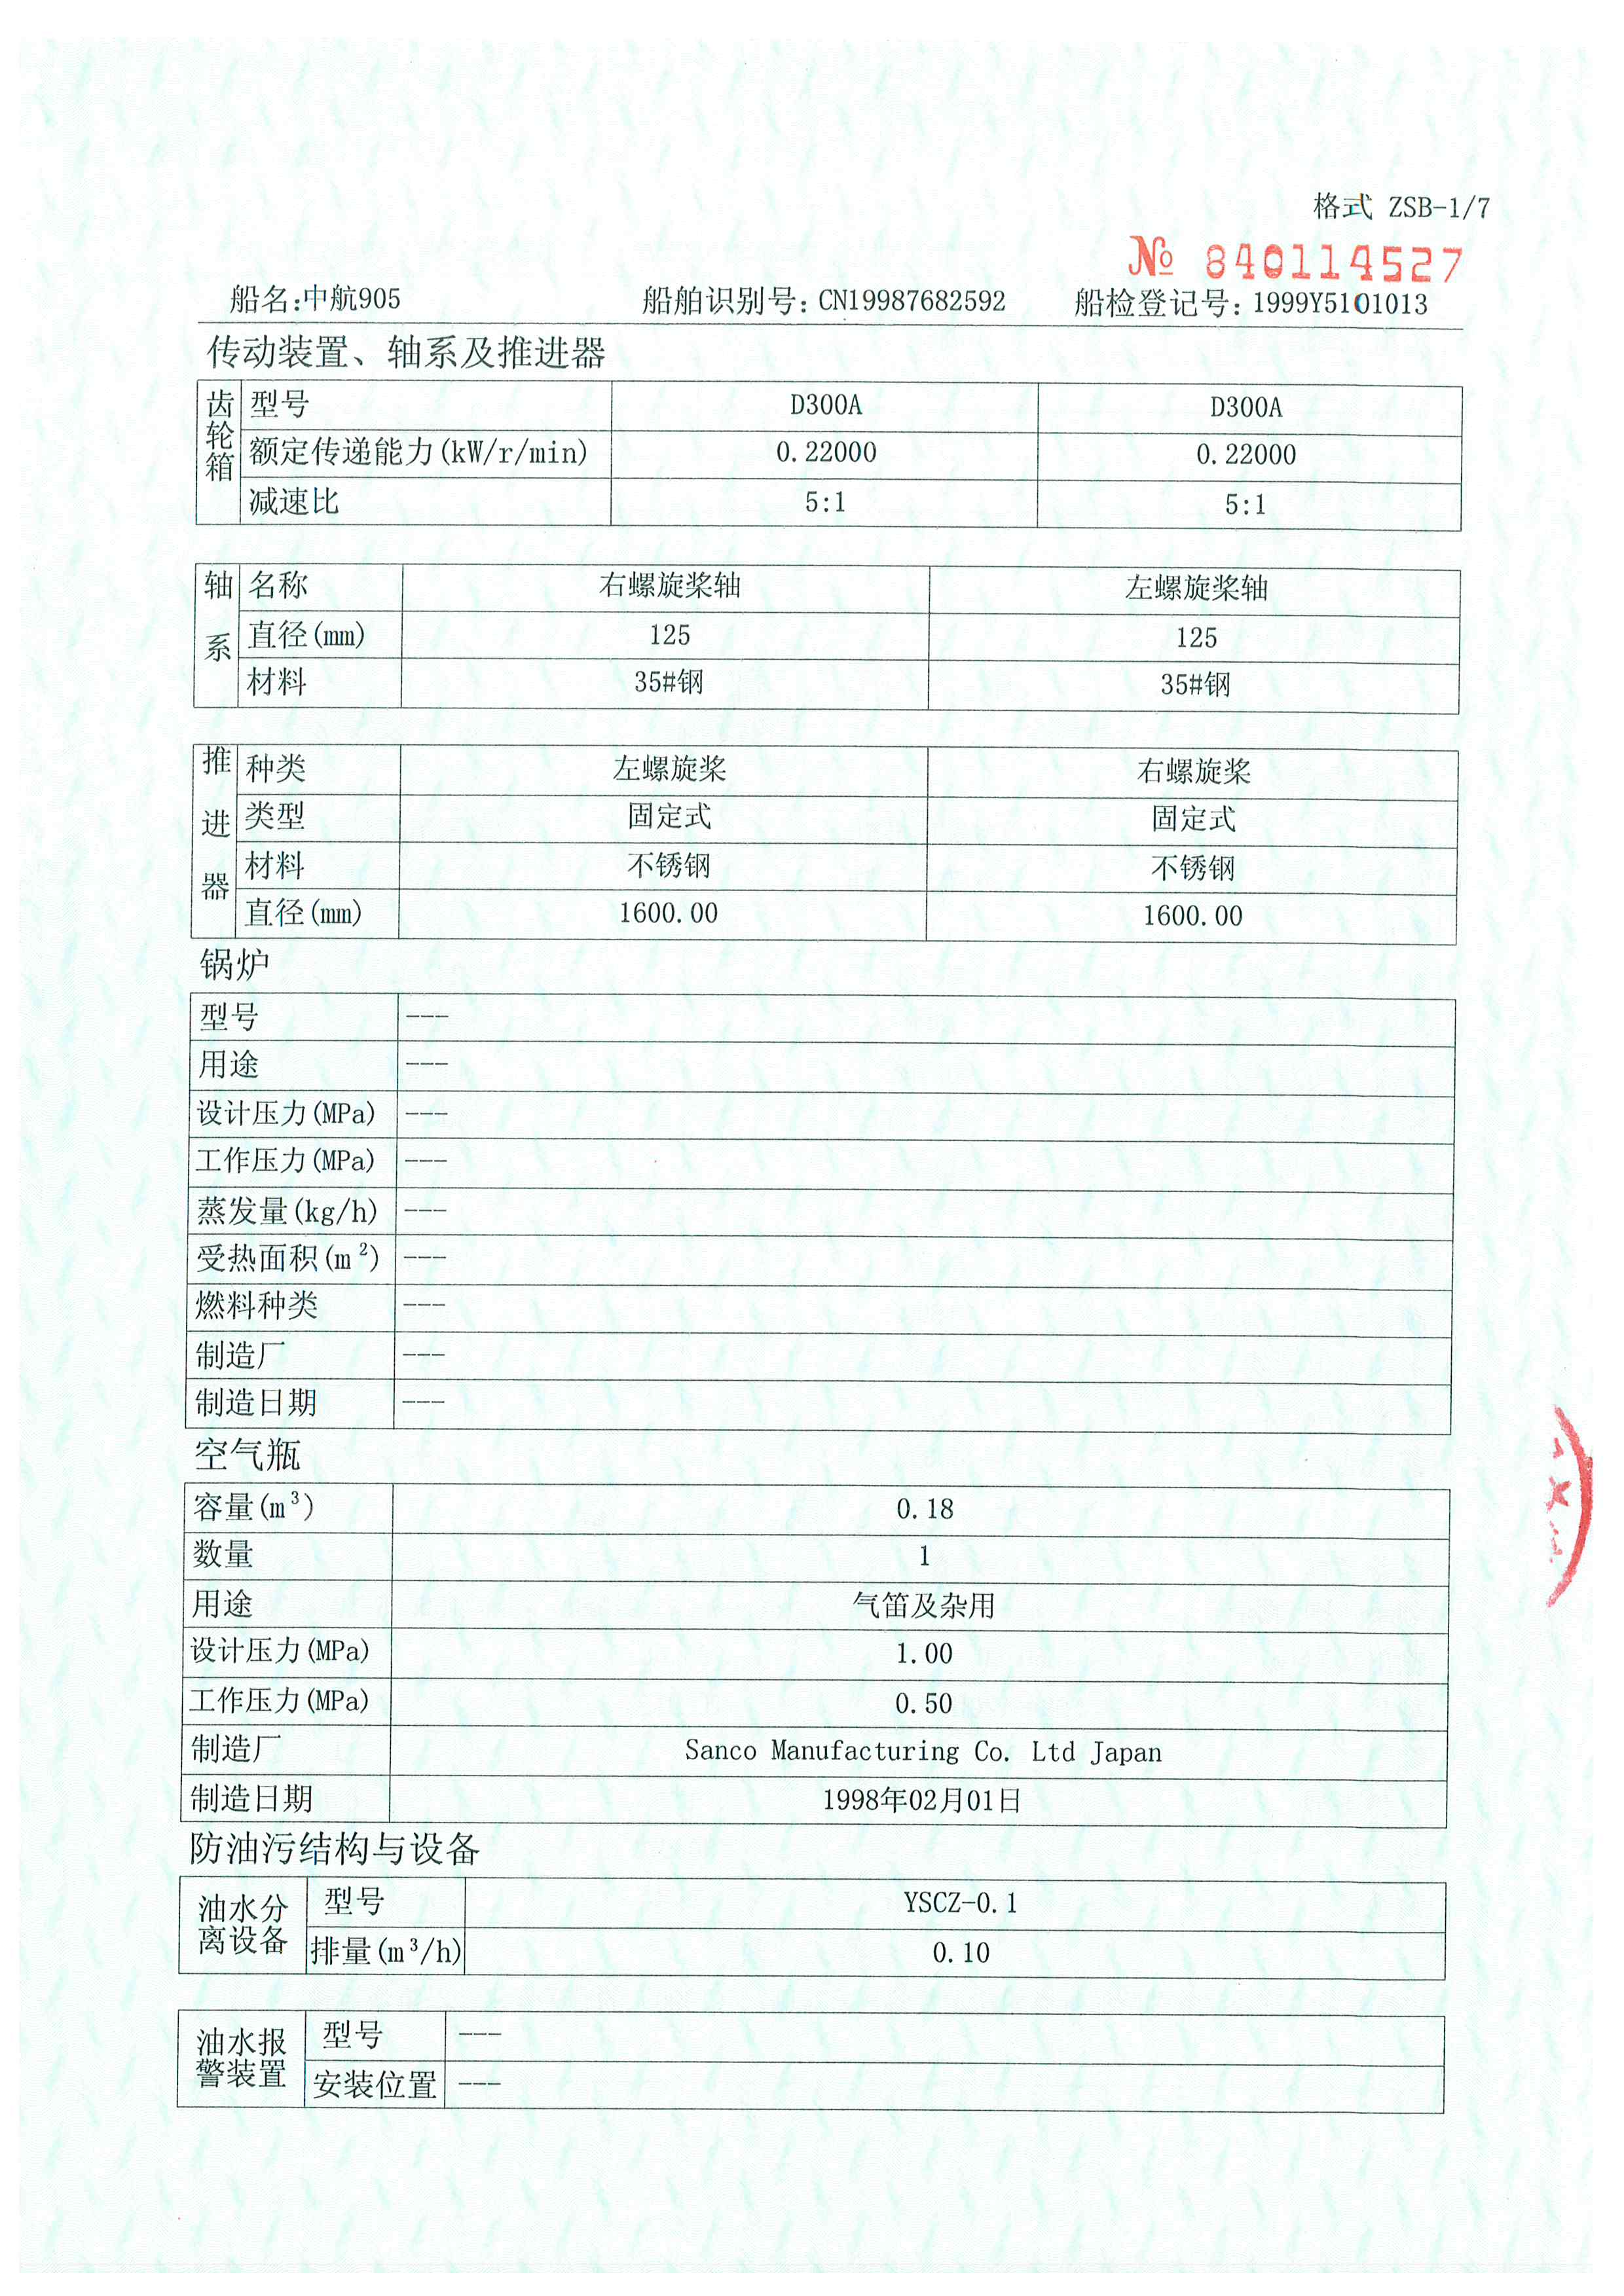 格式 ZSB-1/7
№ 840114527
船名:中航905 船舶识别号: CN19987682592 船检登记号: 1999Y5101013
传动装置、轴系及推进器
齿轮箱
型号 D300A D300A
额定传递能力(kW/r/min) 0.22000 0.22000
减速比 5:1 5:1
轴系
名称 右螺旋桨轴 左螺旋桨轴
直径(mm) 125 125
材料 35#钢 35#钢
推进器
种类 左螺旋桨 右螺旋桨
类型 固定式 固定式
材料 不锈钢 不锈钢
直径(mm) 1600.00 1600.00
锅炉
型号 ---
用途 ---
设计压力(MPa) ---
工作压力(MPa) ---
蒸发量(kg/h) ---
受热面积(m²) ---
燃料种类 ---
制造厂 ---
制造日期 ---
空气瓶
容量(m³) 0.18
数量 1
用途 气笛及杂用
设计压力(MPa) 1.00
工作压力(MPa) 0.50
制造厂 Sanco Manufacturing Co. Ltd Japan
制造日期 1998年02月01日
防油污结构与设备
油水分离设备
型号 YSCZ-0.1
排量(m³/h) 0.10
油水报警装置
型号 ---
安装位置 ---